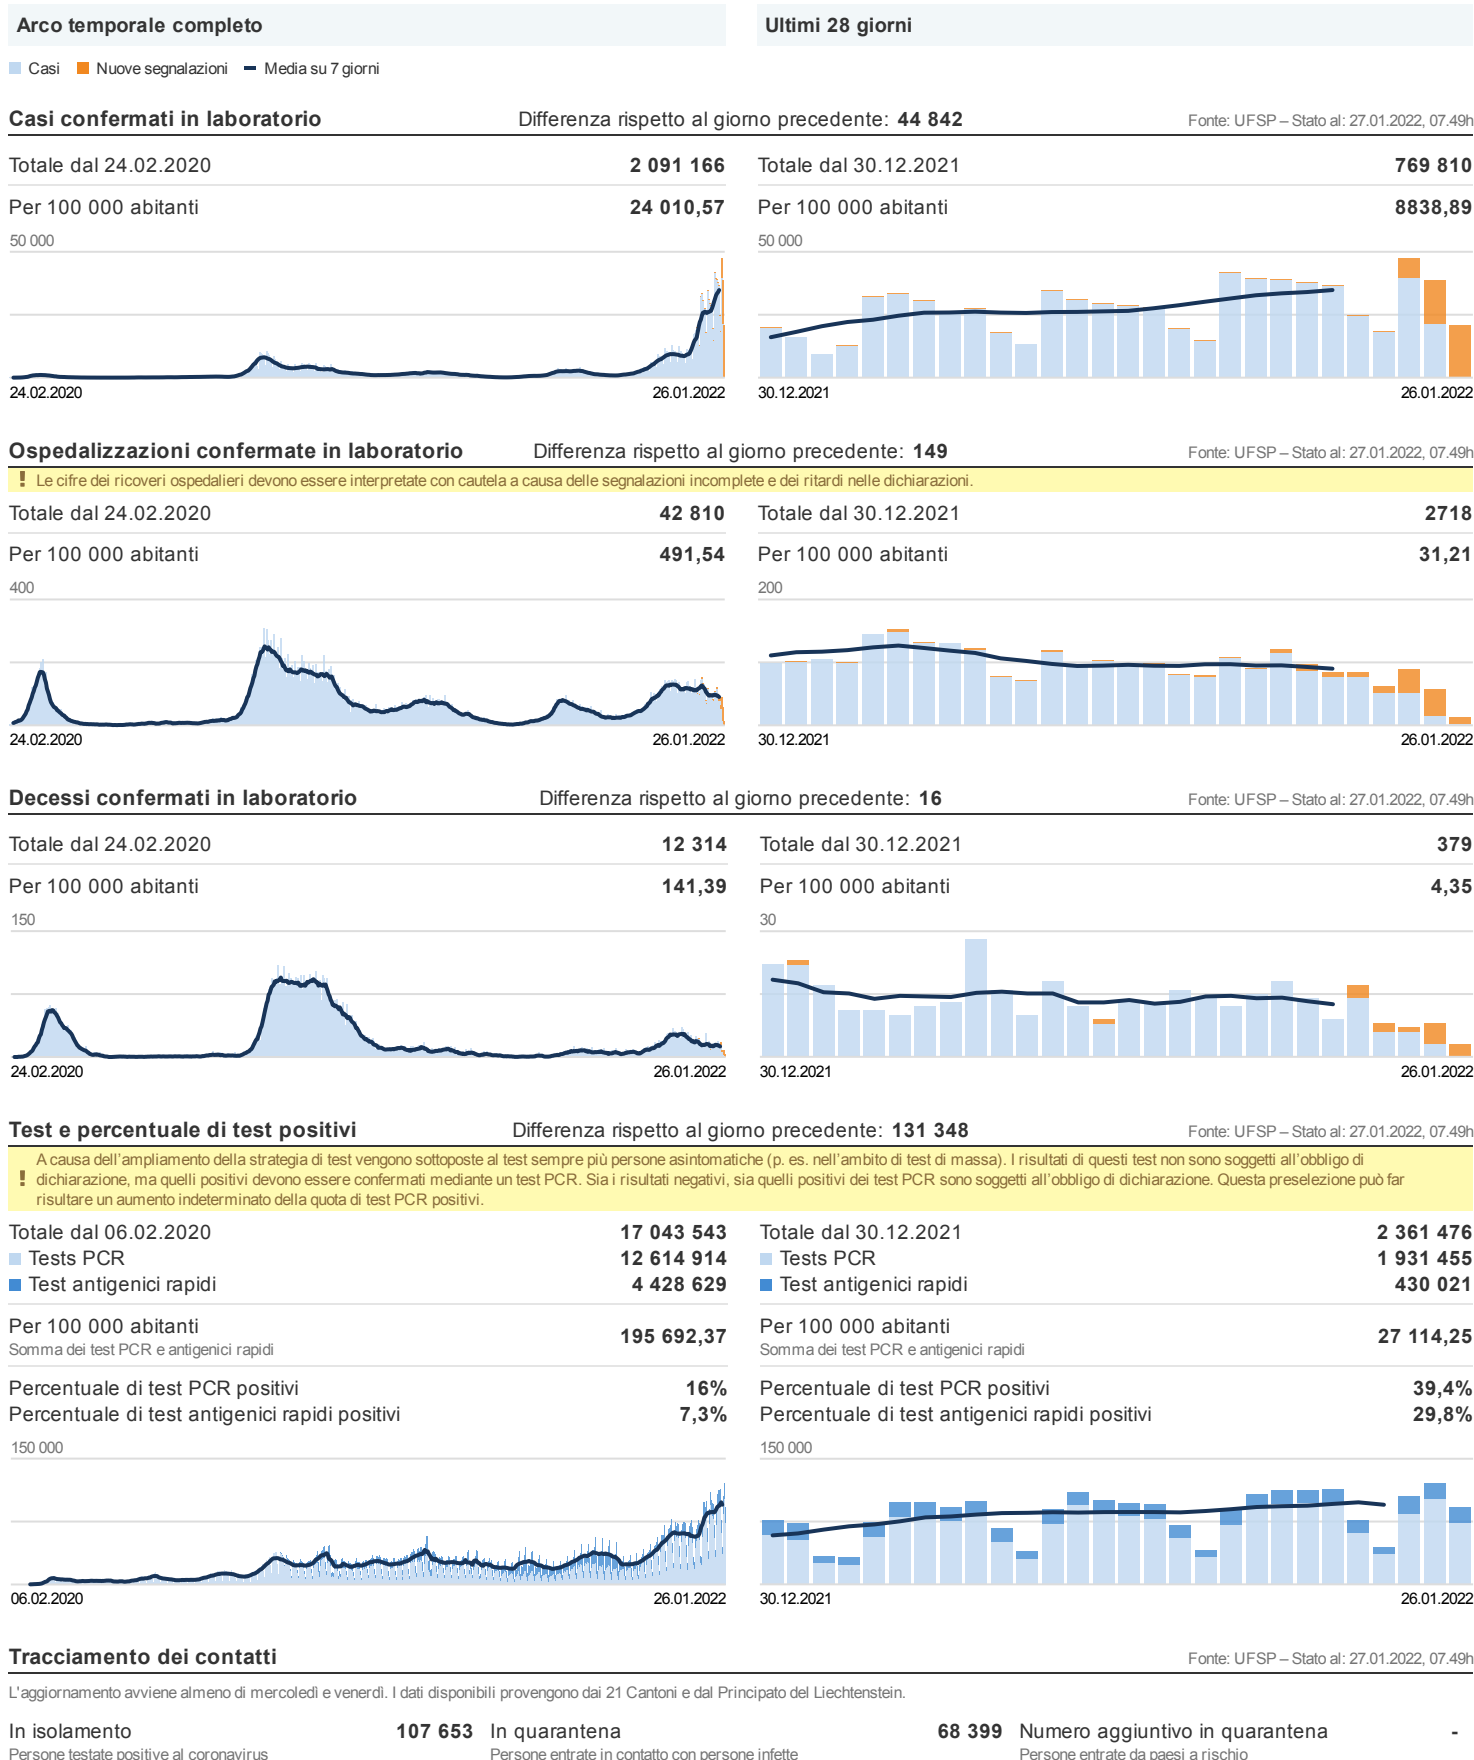 Arco temporale completo
Ultimi 28 giorni
Casi Nuove segnalazioni Media su 7 giorni
Casi confermati in laboratorio Differenza rispetto al giorno precedente: 44 842 Fonte: UFSP – Stato al: 27.01.2022, 07.49h
Totale dal 24.02.2020 2 091 166
Per 100 000 abitanti 24 010,57
50 000
24.02.2020 26.01.2022
Totale dal 30.12.2021 769 810
Per 100 000 abitanti 8838,89
50 000
30.12.2021 26.01.2022
Ospedalizzazioni confermate in laboratorio Differenza rispetto al giorno precedente: 149 Fonte: UFSP – Stato al: 27.01.2022, 07.49h
! Le cifre dei ricoveri ospedalieri devono essere interpretate con cautela a causa delle segnalazioni incomplete e dei ritardi nelle dichiarazioni.
Totale dal 24.02.2020 42 810
Per 100 000 abitanti 491,54
400
24.02.2020 26.01.2022
Totale dal 30.12.2021 2718
Per 100 000 abitanti 31,21
200
30.12.2021 26.01.2022
Decessi confermati in laboratorio Differenza rispetto al giorno precedente: 16 Fonte: UFSP – Stato al: 27.01.2022, 07.49h
Totale dal 24.02.2020 12 314
Per 100 000 abitanti 141,39
150
24.02.2020 26.01.2022
Totale dal 30.12.2021 379
Per 100 000 abitanti 4,35
30
30.12.2021 26.01.2022
Test e percentuale di test positivi Differenza rispetto al giorno precedente: 131 348 Fonte: UFSP – Stato al: 27.01.2022, 07.49h
A causa dell'ampliamento della strategia di test vengono sottoposte al test sempre più persone asintomatiche (p. es. nell'ambito di test di massa). I risultati di questi test non sono soggetti all'obbligo di
! dichiarazione, ma quelli positivi devono essere confermati mediante un test PCR. Sia i risultati negativi, sia quelli positivi dei test PCR sono soggetti all'obbligo di dichiarazione. Questa preselezione può far
risultare un aumento indeterminato della quota di test PCR positivi.
Totale dal 06.02.2020 17 043 543
Tests PCR 12 614 914
Test antigenici rapidi 4 428 629
Per 100 000 abitanti 195 692,37
Somma dei test PCR e antigenici rapidi
Percentuale di test PCR positivi 16%
Percentuale di test antigenici rapidi positivi 7,3%
150 000
06.02.2020 26.01.2022
Totale dal 30.12.2021 2 361 476
Tests PCR 1 931 455
Test antigenici rapidi 430 021
Per 100 000 abitanti 27 114,25
Somma dei test PCR e antigenici rapidi
Percentuale di test PCR positivi 39,4%
Percentuale di test antigenici rapidi positivi 29,8%
150 000
30.12.2021 26.01.2022
Tracciamento dei contatti Fonte: UFSP – Stato al: 27.01.2022, 07.49h
L'aggiornamento avviene almeno di mercoledì e venerdì. I dati disponibili provengono dai 21 Cantoni e dal Principato del Liechtenstein.
In isolamento 107 653
Persone testate positive al coronavirus
In quarantena 68 399
Persone entrate in contatto con persone infette
Numero aggiuntivo in quarantena -
Persone entrate da paesi a rischio